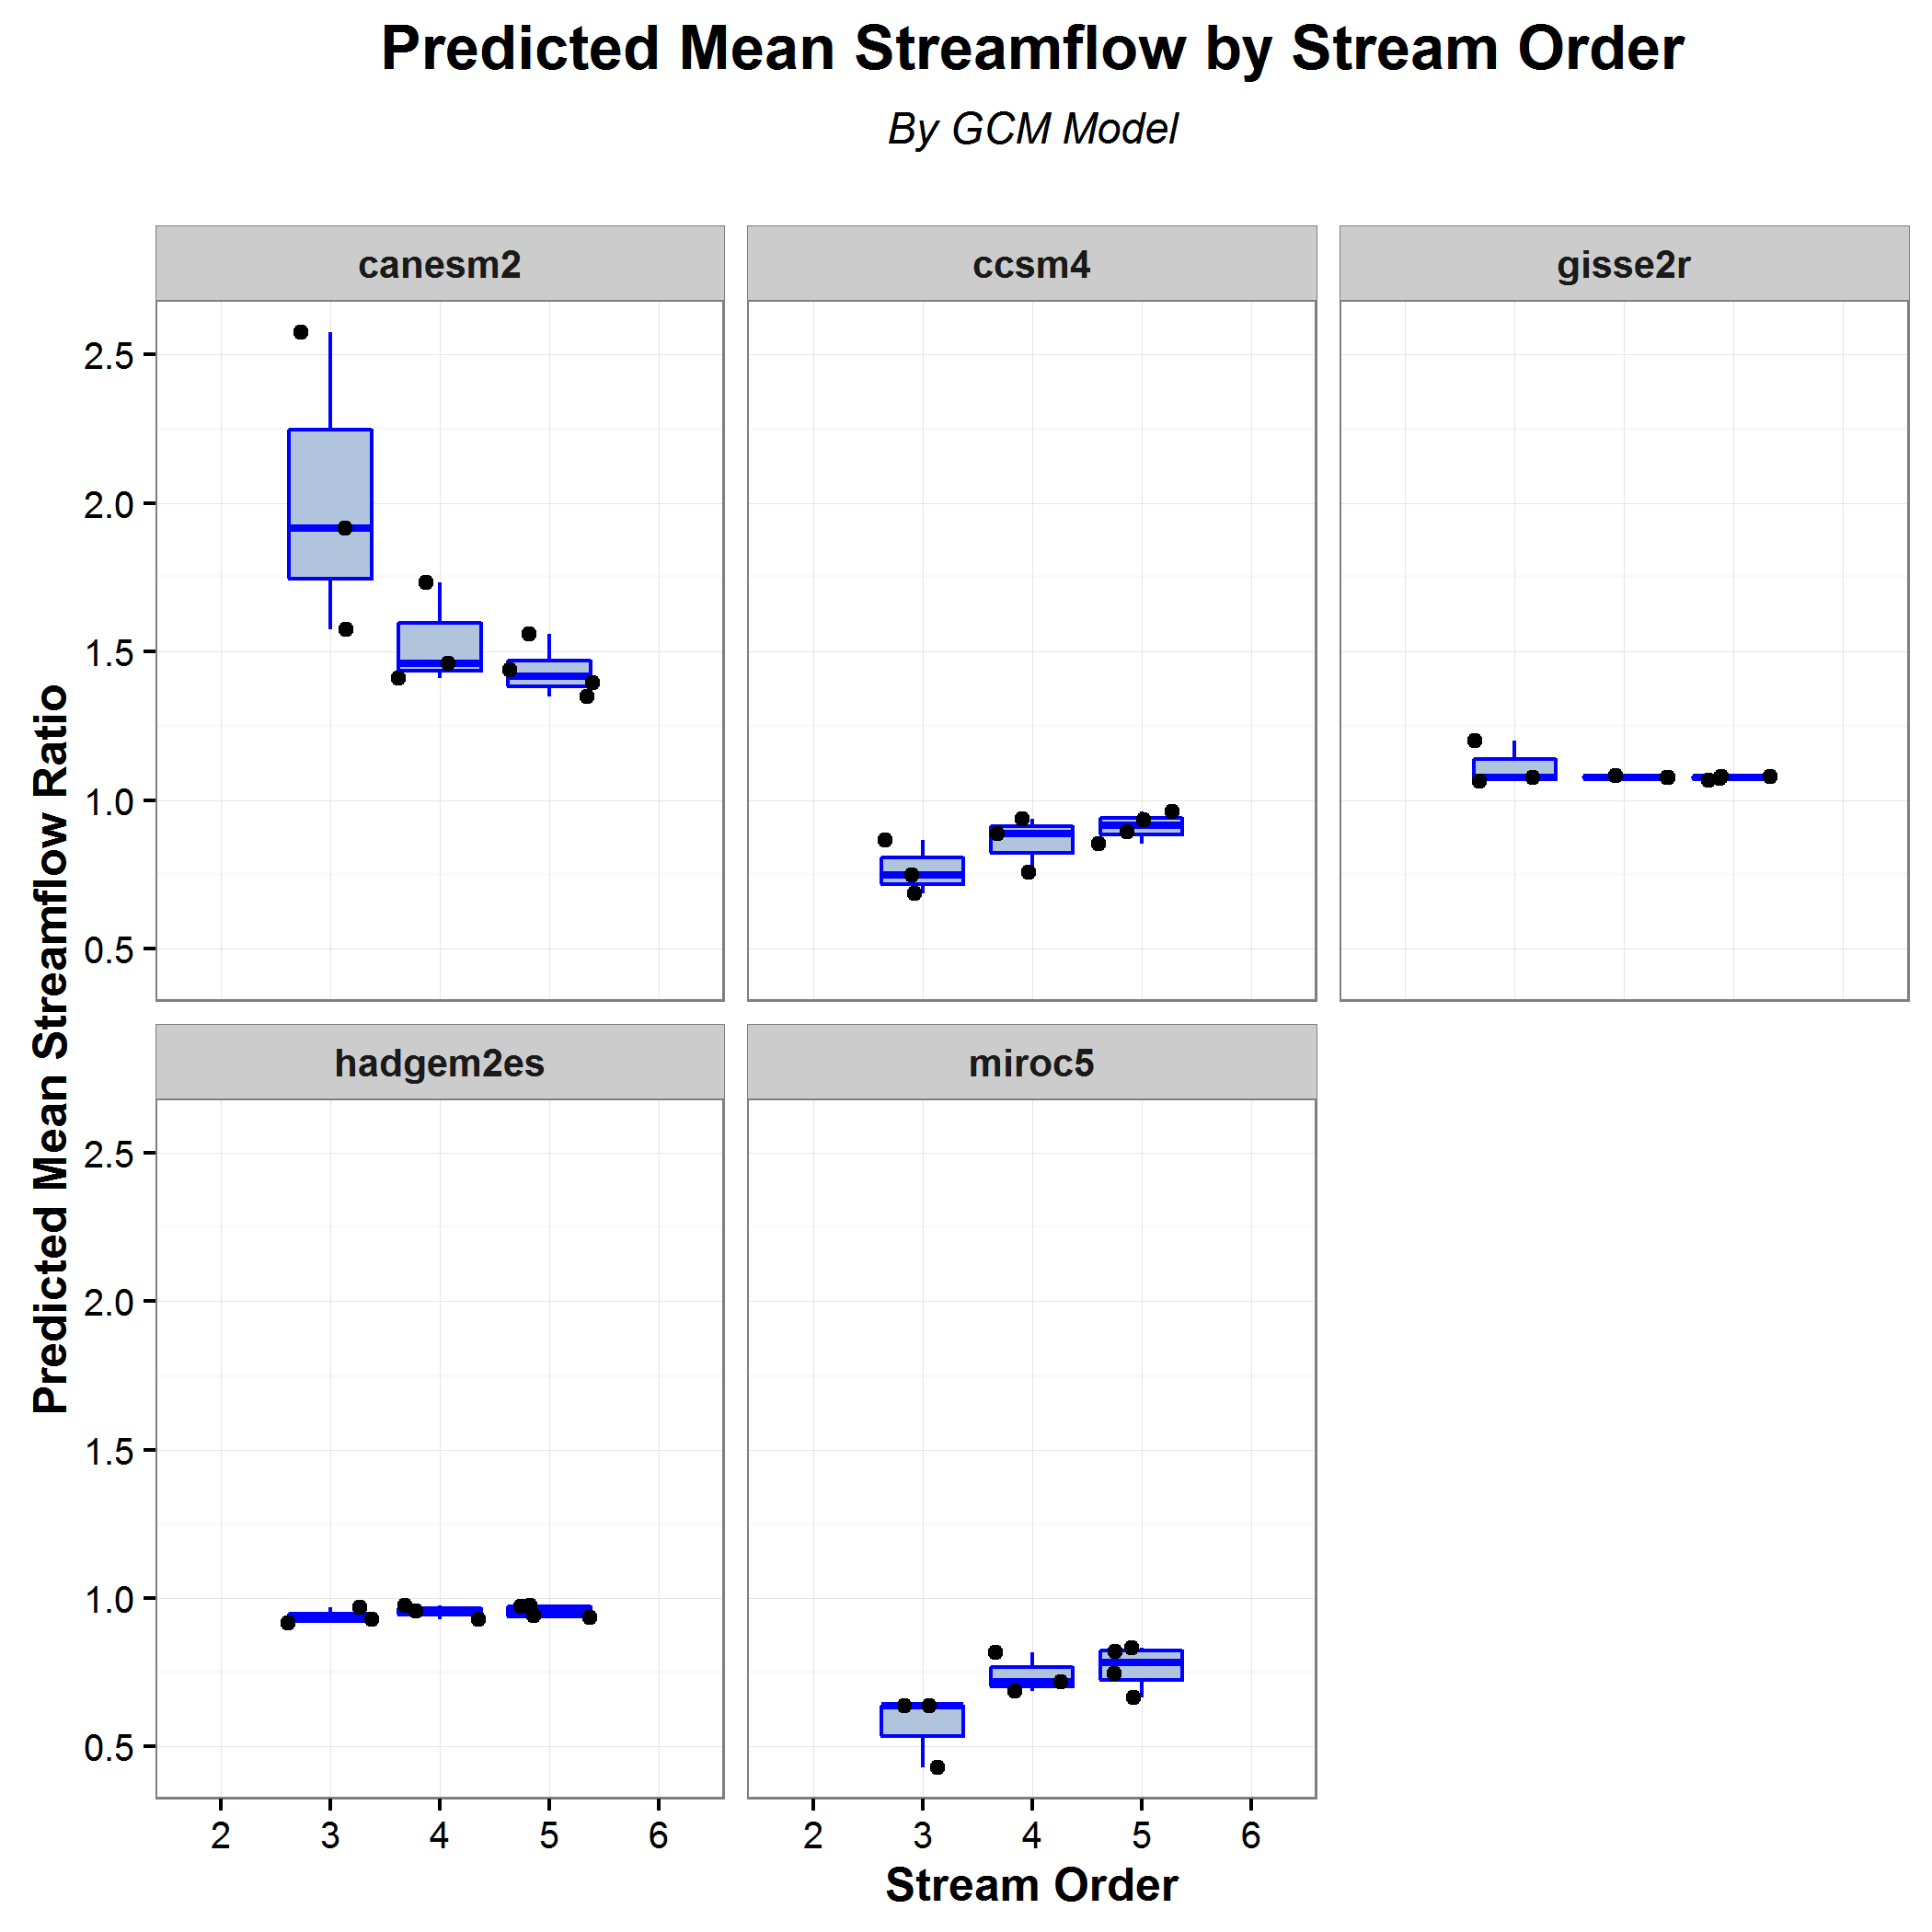 Predicted Mean Streamflow by Stream Order
By GCM Model
canesm2
ccsm4
gisse2r
2.5
2.0
1.5
1.0
0.5
Predicted Mean Streamflow Ratio
hadgem2es
miroc5
2.5
2.0
1.5
1.0
0.5
2 3 4 5 6
2 3 4 5 6
Stream Order